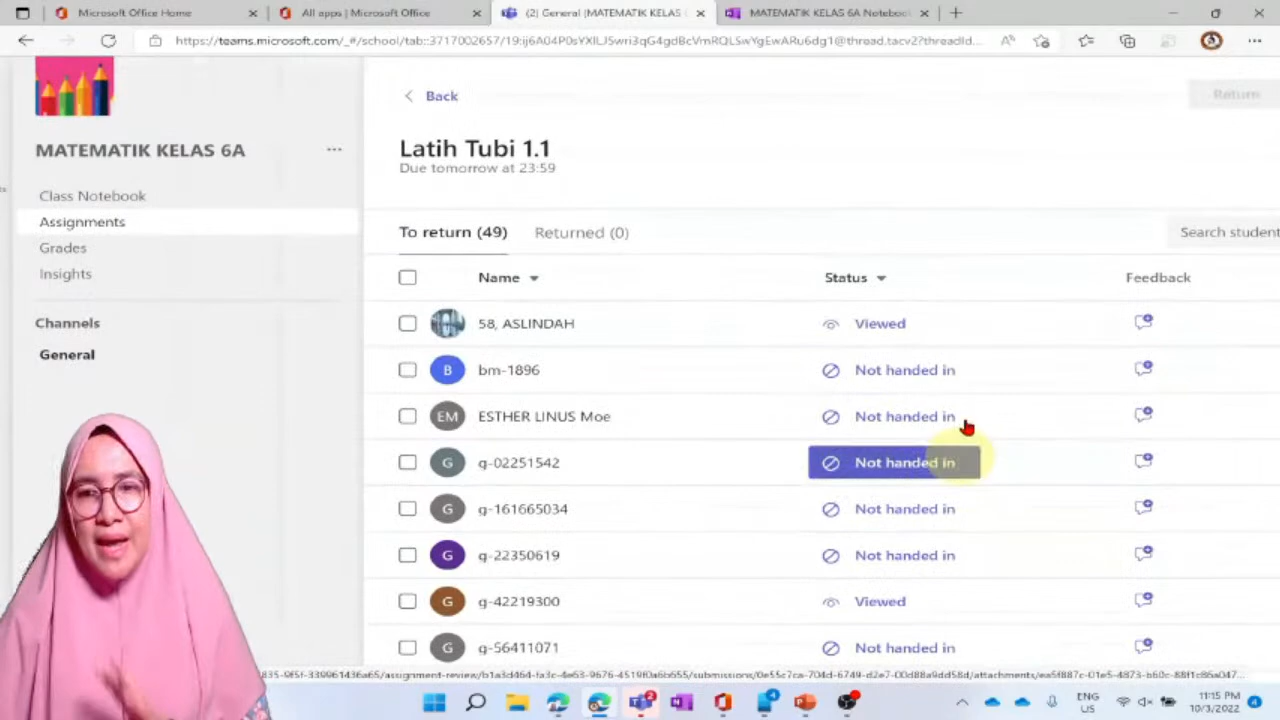 Microsoft Office Home
All apps | Microsoft Office
(2) General (MATEMATIK KELAS
MATEMATIK KELAS 6A Notebook
Back
Return
MATEMATIK KELAS 6A
Latih Tubi 1.1
Due tomorrow at 23:59
Class Notebook
Assignments
Grades
Insights
Channels
General
To return (49)
Returned (0)
Search student
Name
Status
Feedback
58, ASLINDAH
Viewed
B
bm-1896
Not handed in
EM
ESTHER LINUS Moe
Not handed in
G
g-02251542
Not handed in
G
g-161665034
Not handed in
G
g-22350619
Not handed in
G
g-42219300
Viewed
G
g-56411071
Not handed in
ENG
US
11:15 PM
10/3/2022